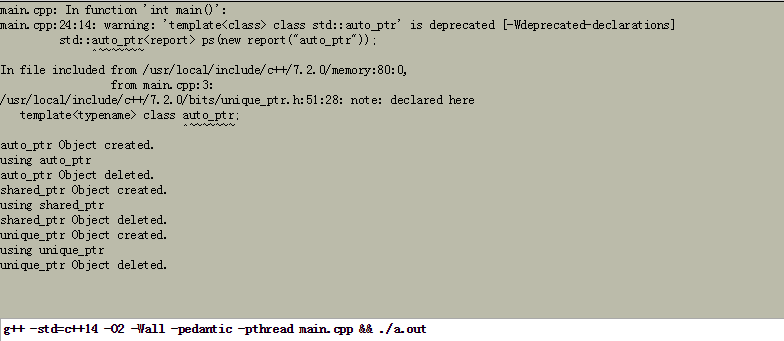 main.cpp: In function 'int main()':
main.cpp:24:14: warning: 'template<class> class std::auto_ptr' is deprecated [-Wdeprecated-declarations]
std::auto_ptr<report> ps(new report("auto_ptr"));
^~~~~~~~
In file included from /usr/local/include/c++/7.2.0/memory:80:0,
from main.cpp:3:
/usr/local/include/c++/7.2.0/bits/unique_ptr.h:51:28: note: declared here
template<typename> class auto_ptr;
^~~~~~~~
auto_ptr Object created.
using auto_ptr
auto_ptr Object deleted.
shared_ptr Object created.
using shared_ptr
shared_ptr Object deleted.
unique_ptr Object created.
using unique_ptr
unique_ptr Object deleted.
g++ -std=c++14 -O2 -Wall -pedantic -pthread main.cpp && ./a.out